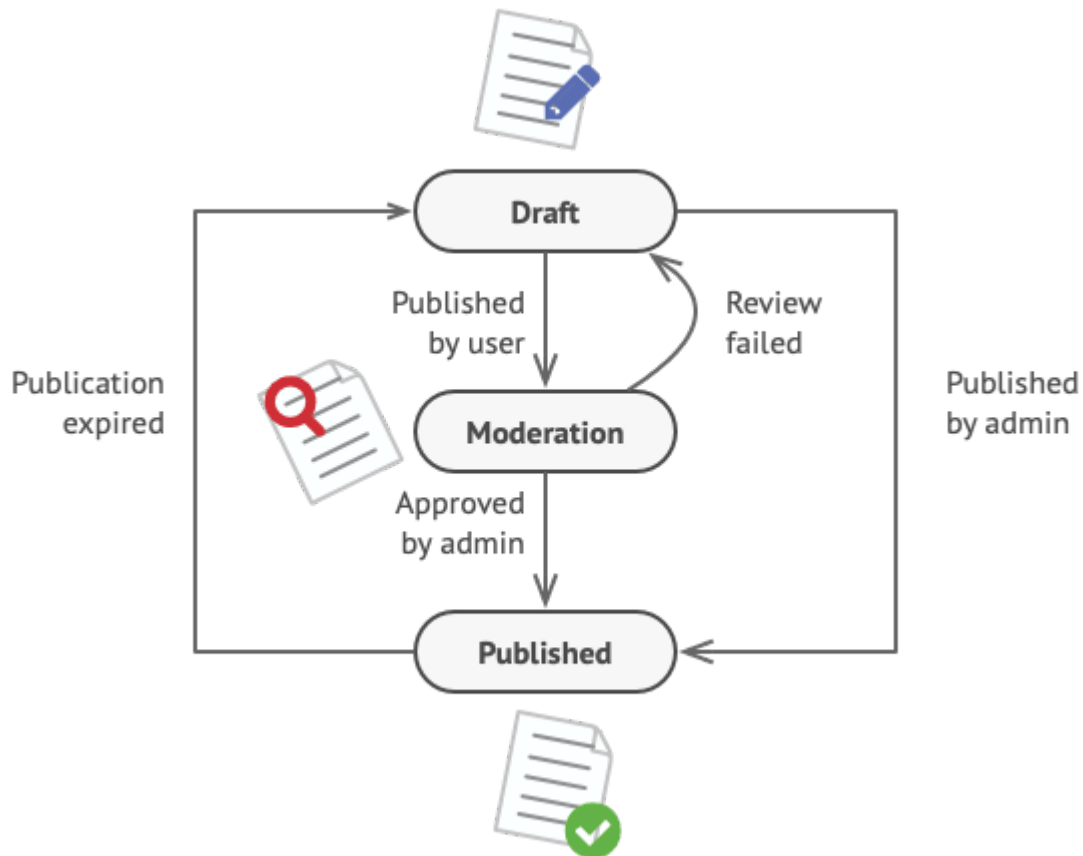 Draft
Published
by user
Review
failed
Publication
expired
Published
by admin
Moderation
Approved
by admin
Published